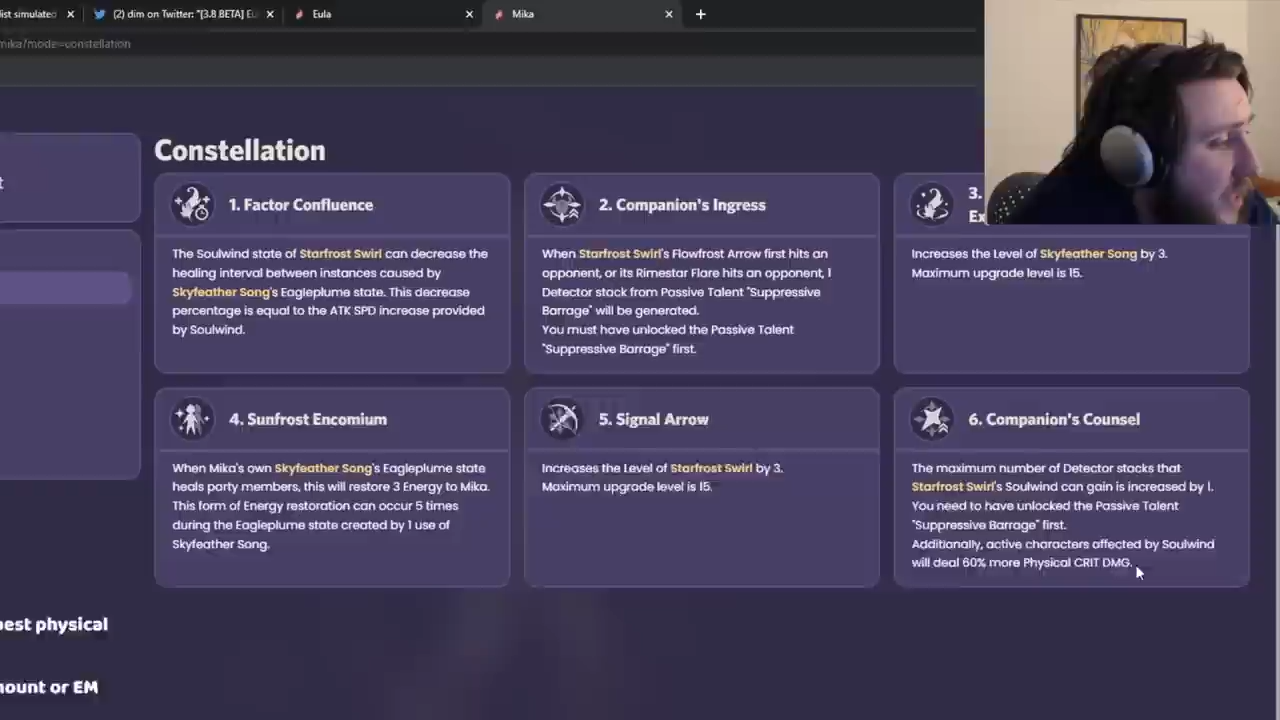 ist simulated
(2) dim on Twitter: "[3.8 BETA] Eu
Eula
Mika
mika?mode=constellation
t
Constellation
1. Factor Confluence
The Soulwind state of Starfrost Swirl can decrease the
healing interval between instances caused by
Skyfeather Song's Eagleplume state. This decrease
percentage is equal to the ATK SPD increase provided
by Soulwind.
2. Companion's Ingress
When Starfrost Swirl's Flowfrost Arrow first hits an
opponent, or its Rimestar Flare hits an opponent, 1
Detector stack from Passive Talent "Suppressive
Barrage" will be generated.
You must have unlocked the Passive Talent
"Suppressive Barrage" first.
3.
Ex
Increases the Level of Skyfeather Song by 3.
Maximum upgrade level is 15.
4. Sunfrost Encomium
When Mika's own Skyfeather Song's Eagleplume state
heals party members, this will restore 3 Energy to Mika.
This form of Energy restoration can occur 5 times
during the Eagleplume state created by 1 use of
Skyfeather Song.
5. Signal Arrow
Increases the Level of Starfrost Swirl by 3.
Maximum upgrade level is 15.
6. Companion's Counsel
The maximum number of Detector stacks that
Starfrost Swirl's Soulwind can gain is increased by 1.
You need to have unlocked the Passive Talent
"Suppressive Barrage" first.
Additionally, active characters affected by Soulwind
will deal 60% more Physical CRIT DMG.
best physical
mount or EM